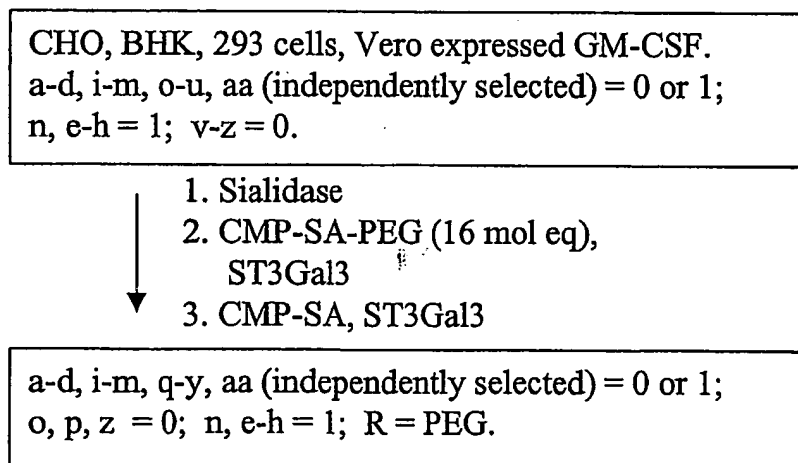 CHO, BHK, 293 cells, Vero expressed GM-CSF.
a-d, i-m, o-u, aa (independently selected) = 0 or 1;
n, e-h = 1; v-z = 0.
1. Sialidase
2. CMP-SA-PEG (16 mol eq),
ST3Gal3
3. CMP-SA, ST3Gal3
a-d, i-m, q-y, aa (independently selected) = 0 or 1;
o, p, z = 0; n, e-h = 1; R = PEG.